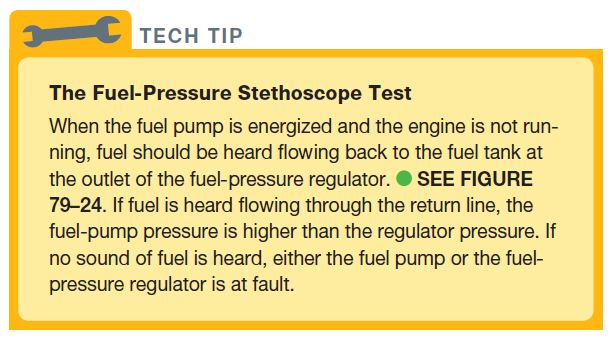 TECH TIP
The Fuel-Pressure Stethoscope Test
When the fuel pump is energized and the engine is not run-
ning, fuel should be heard flowing back to the fuel tank at
the outlet of the fuel-pressure regulator. ● SEE FIGURE
79–24. If fuel is heard flowing through the return line, the
fuel-pump pressure is higher than the regulator pressure. If
no sound of fuel is heard, either the fuel pump or the fuel-
pressure regulator is at fault.